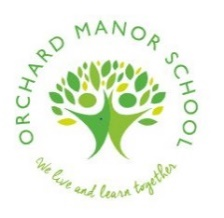 ORCHARD MANOR SCHOOL
We live and learn together